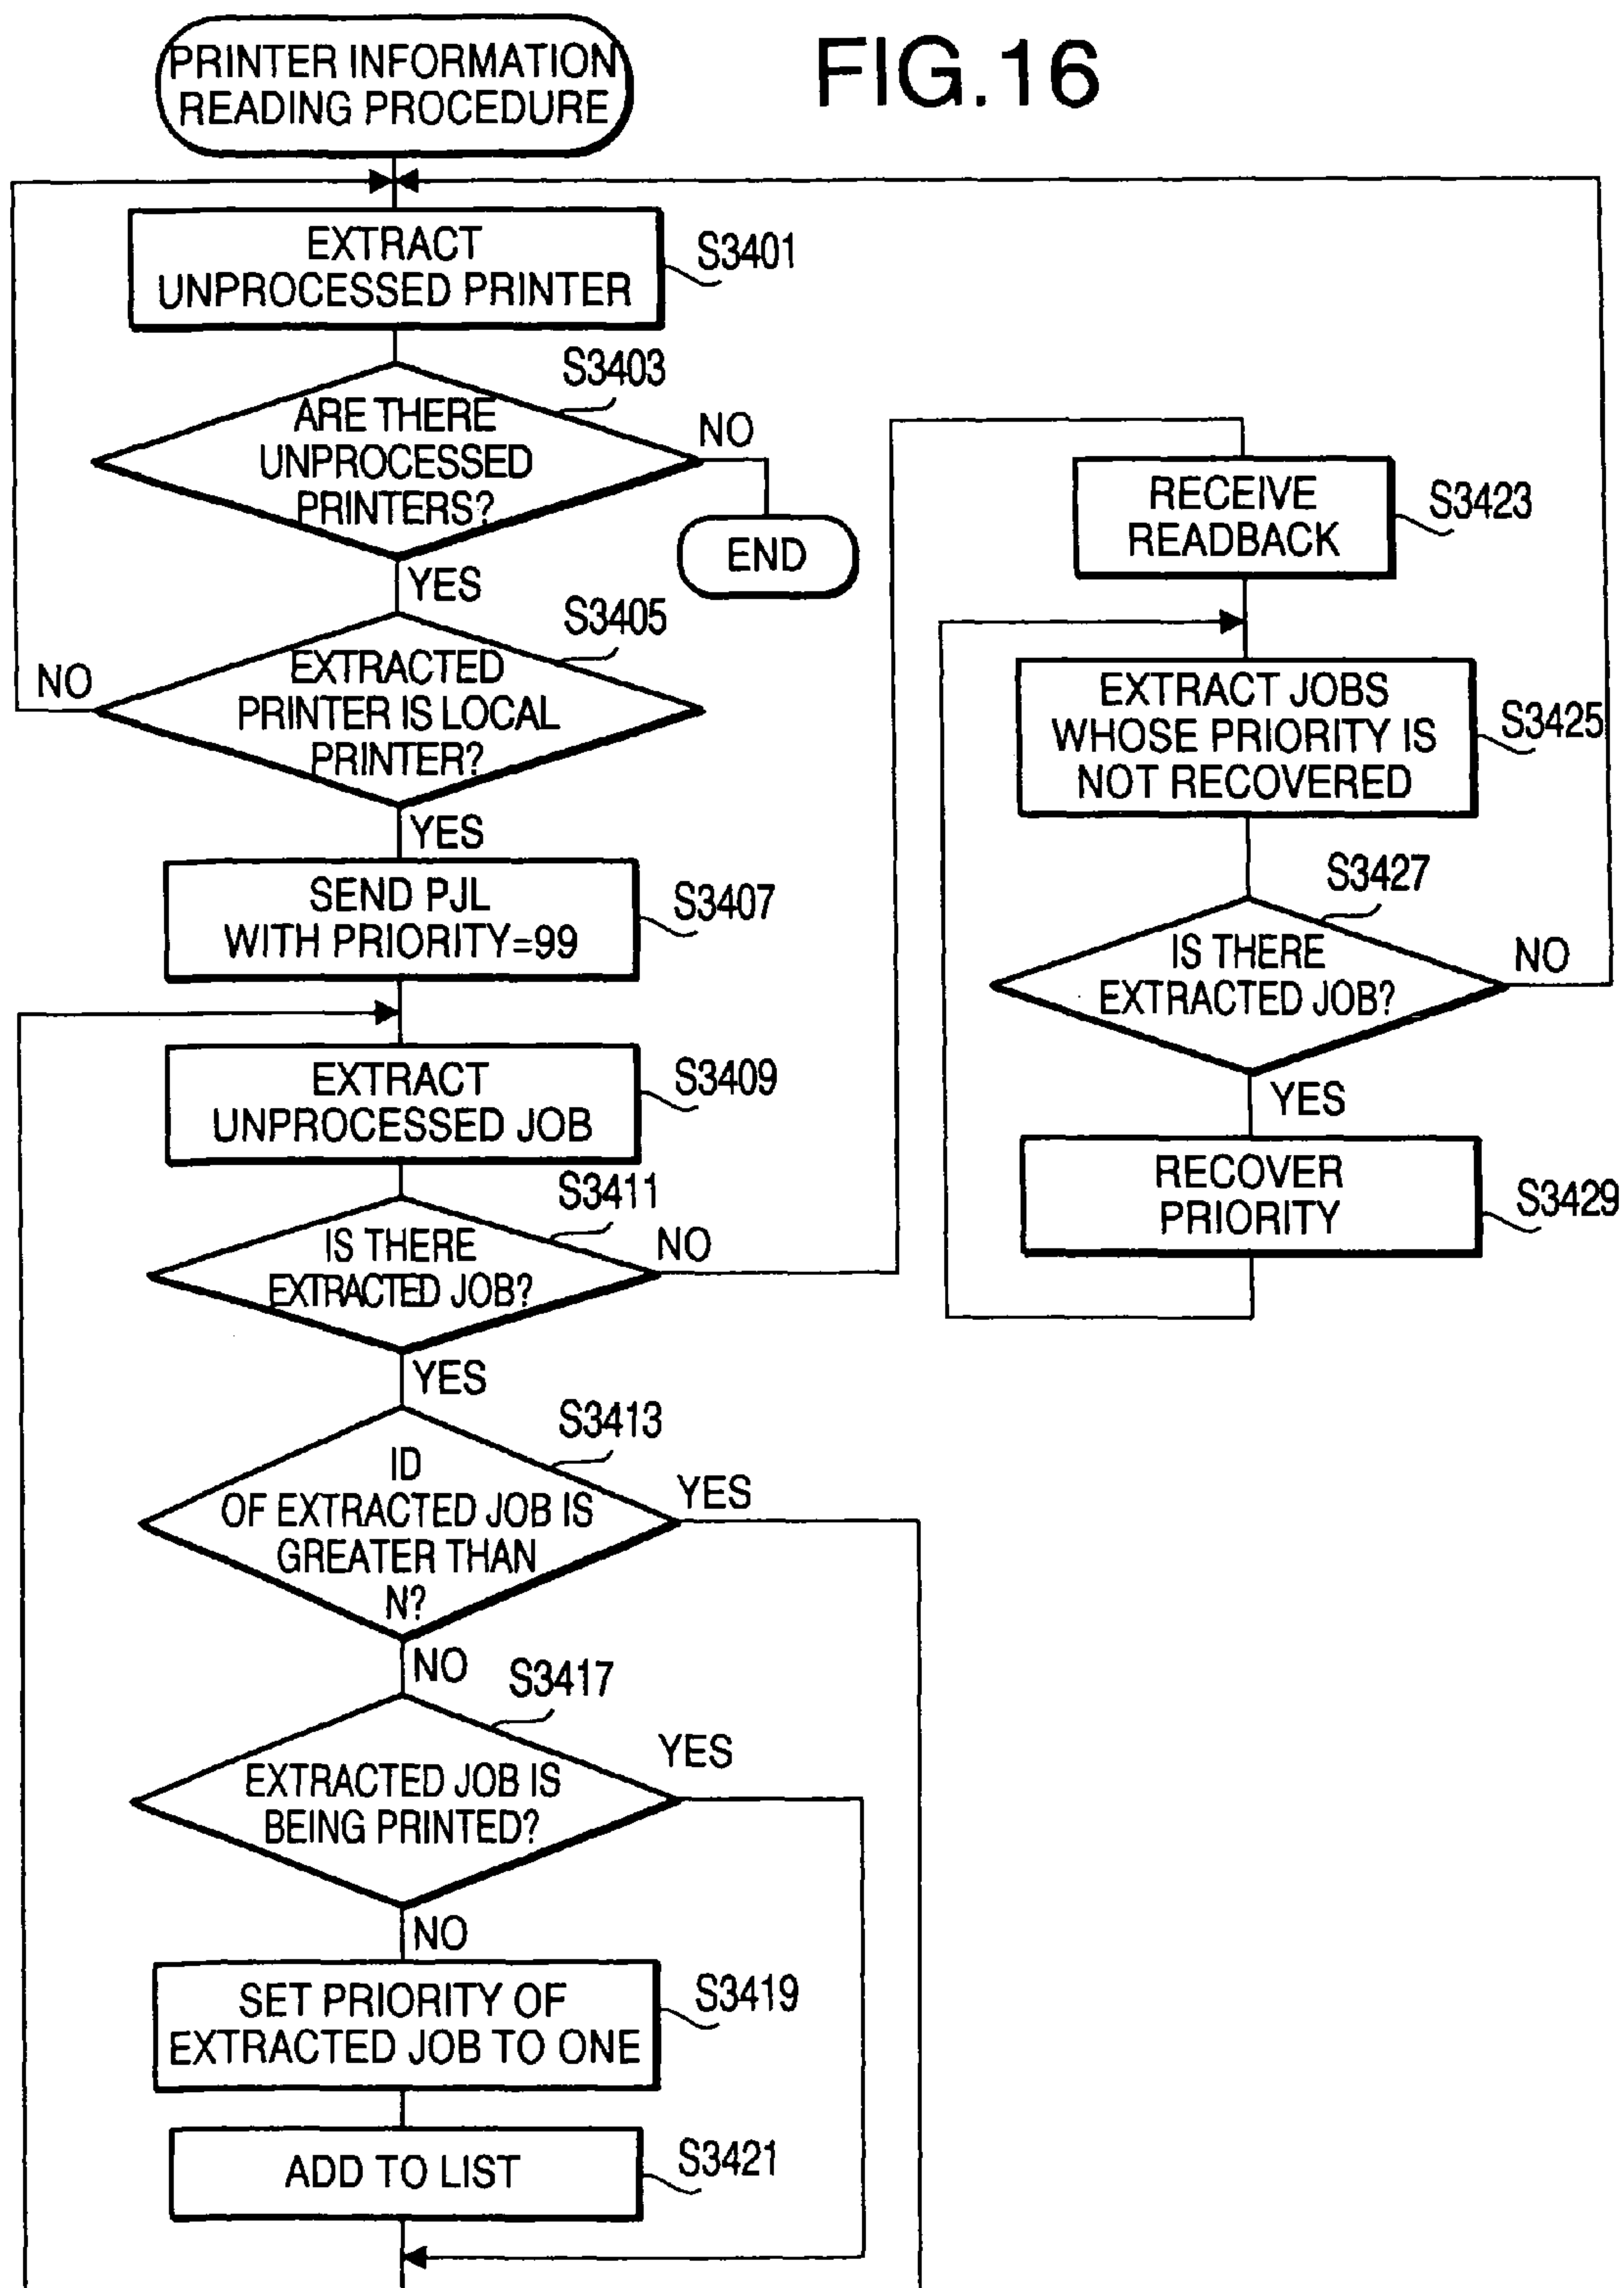 FIG.16
PRINTER INFORMATION
READING PROCEDURE
EXTRACT
UNPROCESSED PRINTER
S3401
S3403
ARE THERE
UNPROCESSED
PRINTERS?
NO
END
YES
S3405
EXTRACTED
PRINTER IS LOCAL
PRINTER?
NO
YES
SEND PJL
WITH PRIORITY=99
S3407
EXTRACT
UNPROCESSED JOB
S3409
S3411
IS THERE
EXTRACTED JOB?
NO
YES
S3413
ID
OF EXTRACTED JOB IS
GREATER THAN
N?
YES
NO
S3417
EXTRACTED JOB IS
BEING PRINTED?
YES
NO
SET PRIORITY OF
EXTRACTED JOB TO ONE
S3419
ADD TO LIST
S3421
RECEIVE
READBACK
S3423
EXTRACT JOBS
WHOSE PRIORITY IS
NOT RECOVERED
S3425
S3427
IS THERE
EXTRACTED JOB?
NO
YES
RECOVER
PRIORITY
S3429